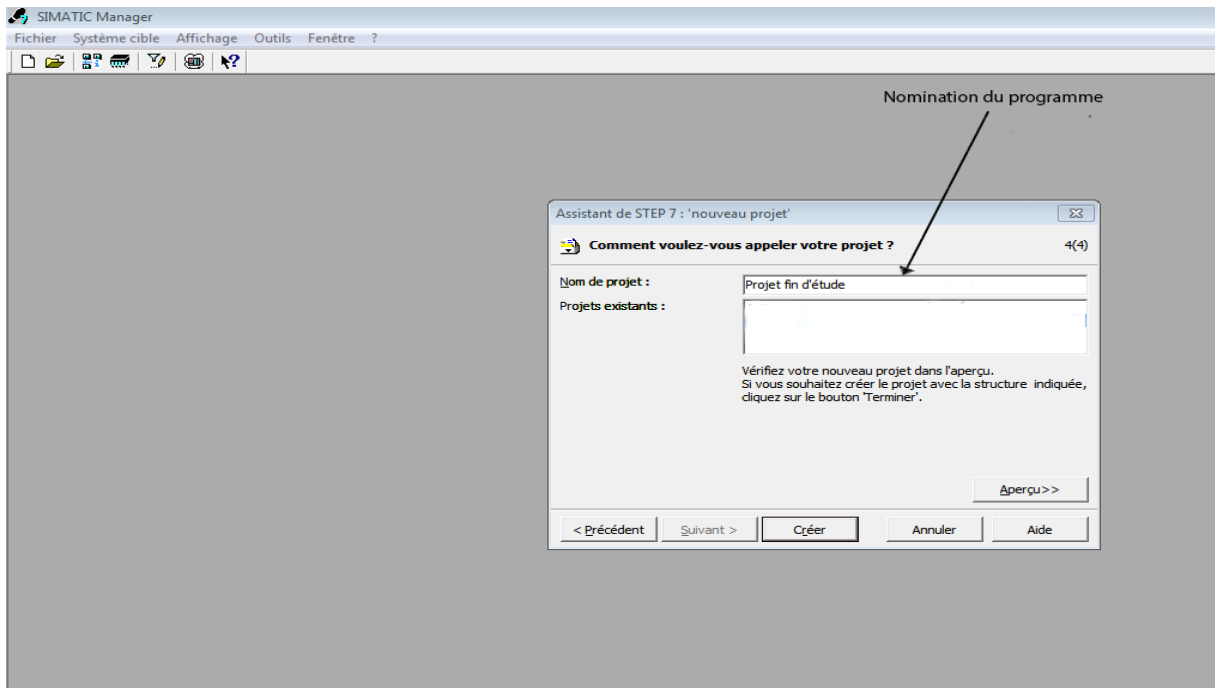 SIMATIC Manager
Fichier Système cible Affichage Outils Fenêtre ?
Nomination du programme
Assistant de STEP 7 : 'nouveau projet'
Comment voulez-vous appeler votre projet ? 4(4)
Nom de projet : Projet fin d'étude
Projets existants :
Vérifiez votre nouveau projet dans l'aperçu.
Si vous souhaitez créer le projet avec la structure indiquée,
cliquez sur le bouton 'Terminer'.
Aperçu>>
< Précédent Suivant > Créer Annuler Aide